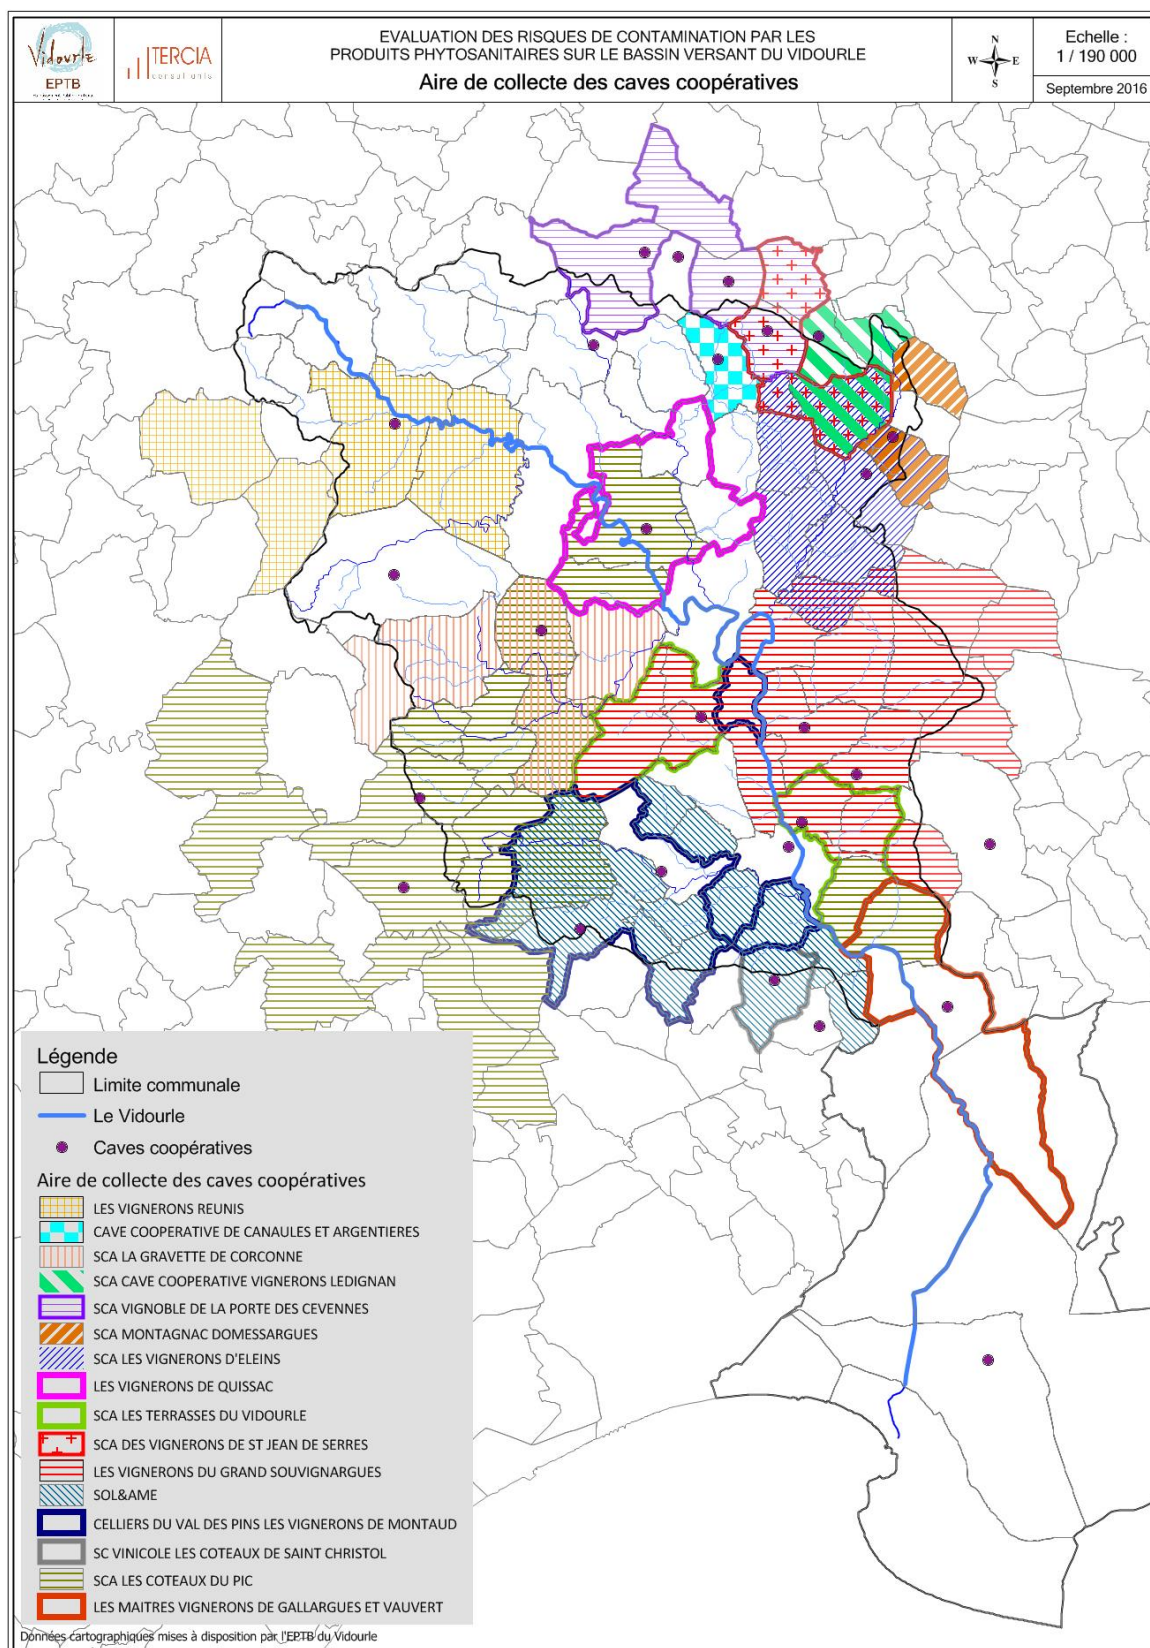 Vidourle
EPTB
TERCIA
consultants
EVALUATION DES RISQUES DE CONTAMINATION PAR LES
PRODUITS PHYTOSANITAIRES SUR LE BASSIN VERSANT DU VIDOURLE
Aire de collecte des caves coopératives
N
W E
S
Echelle :
1 / 190 000
Septembre 2016
Légende
Limite communale
Le Vidourle
Caves coopératives
Aire de collecte des caves coopératives
LES VIGNERONS REUNIS
CAVE COOPERATIVE DE CANAULES ET ARGENTIERES
SCA LA GRAVETTE DE CORCONNE
SCA CAVE COOPERATIVE VIGNERONS LEDIGNAN
SCA VIGNOBLE DE LA PORTE DES CEVENNES
SCA MONTAGNAC DOMESSARGUES
SCA LES VIGNERONS D'ELEINS
LES VIGNERONS DE QUISSAC
SCA LES TERRASSES DU VIDOURLE
SCA DES VIGNERONS DE ST JEAN DE SERRES
LES VIGNERONS DU GRAND SOUVIGNARGUES
SOL&AME
CELLIERS DU VAL DES PINS LES VIGNERONS DE MONTAUD
SC VINICOLE LES COTEAUX DE SAINT CHRISTOL
SCA LES COTEAUX DU PIC
LES MAITRES VIGNERONS DE GALLARGUES ET VAUVERT
Données cartographiques mises à disposition par l'EPTB du Vidourle